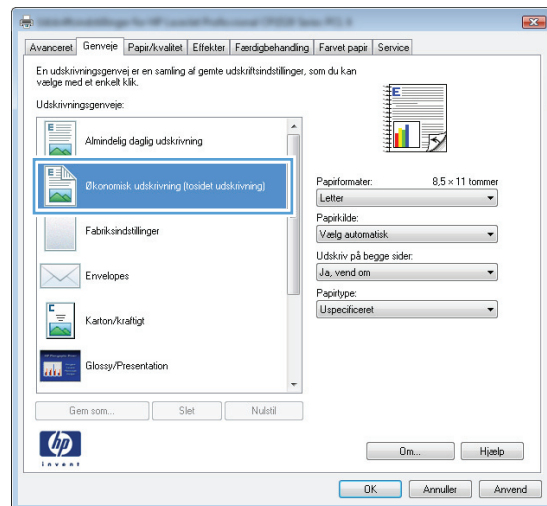 Avanceret Genveje Papir/kvalitet Effekter Færdigbehandling Farvet papir Service
En udskrivningsgenvej er en samling af gemte udskriftsindstillinger, som du kan
vælge med et enkelt klik.
Udskrivningsgenveje:
Almindelig daglig udskrivning
Økonomisk udskrivning (tosidet udskrivning)
Fabriksindstillinger
Envelopes
Karton/kraftigt
Glossy/Presentation
Gem som... Slet Nulstil
E
Papirformater: 8,5 × 11 tommer
Letter
Papirkilde:
Vælg automatisk
Udskriv på begge sider:
Ja, vend om
Papirtype:
Uspecificeret
hp
invent
Om... Hjælp
OK Annuller Anvend